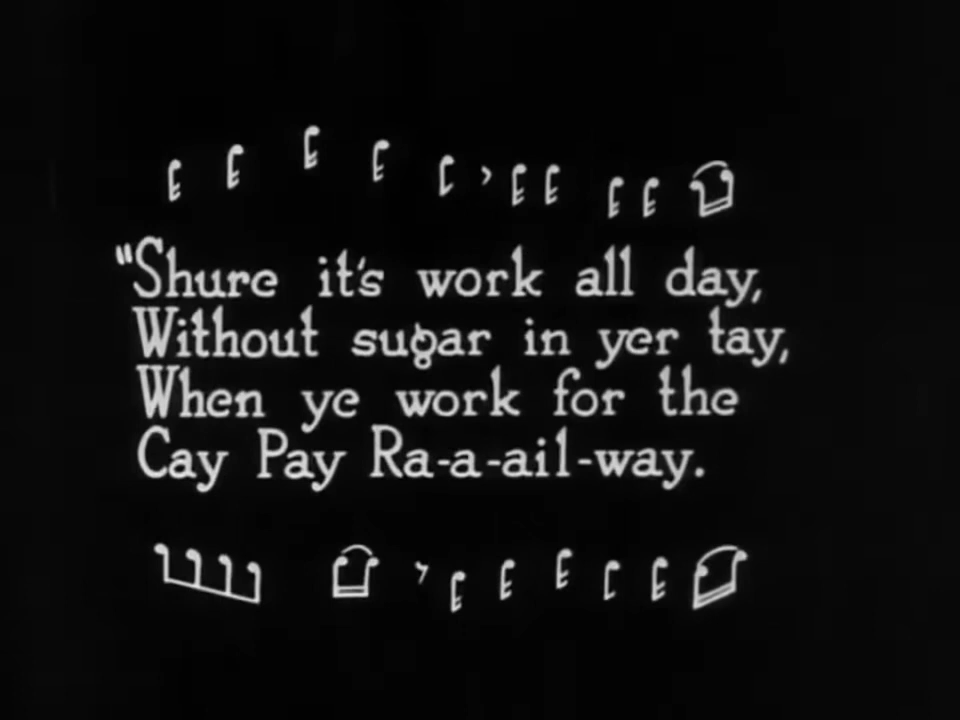 "Shure it's work all day,
Without sugar in yer tay,
When ye work for the
Cay Pay Ra-a-ail-way.